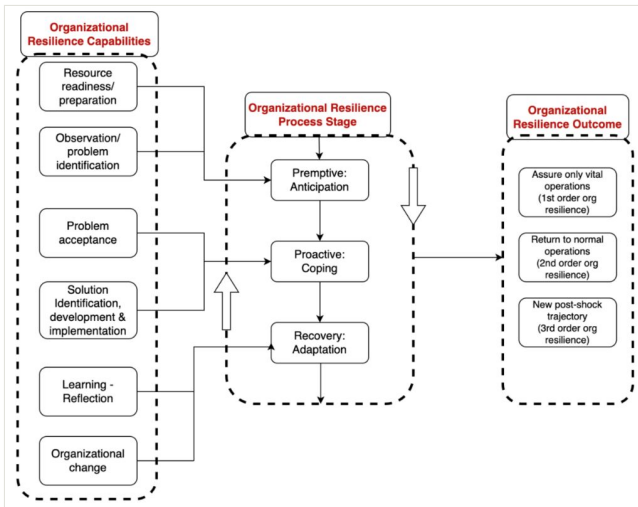 Organizational
Resilience Capabilities
Resource
readiness/
preparation
Observation/
problem
identification
Problem
acceptance
Solution
Identification,
development &
implementation
Learning -
Reflection
Organizational
change
Organizational Resilience
Process Stage
Premptive:
Anticipation
Proactive:
Coping
Recovery:
Adaptation
Organizational
Resilience Outcome
Assure only vital
operations
(1st order org
resilience)
Return to normal
operations
(2nd order org
resilience)
New post-shock
trajectory
(3rd order org
resilience)